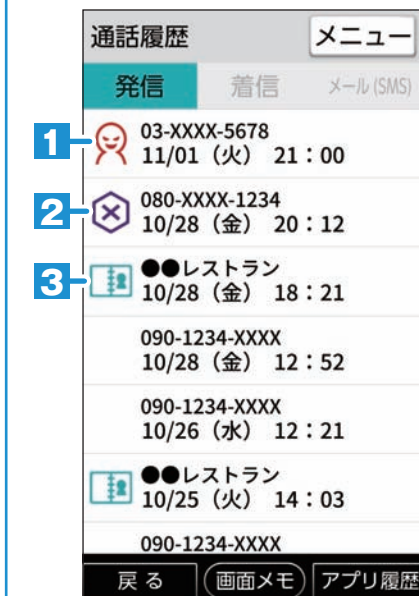 通話履歴 メニュー
発信 着信 メール (SMS)
1 03-XXXX-5678
11/01（火） 21：00
2 080-XXXX-1234
10/28（金） 20：12
3 ●●レストラン
10/28（金） 18：21
090-1234-XXXX
10/28（金） 12：52
090-1234-XXXX
10/26（水） 12：21
●●レストラン
10/25（火） 14：03
090-1234-XXXX
戻る 画面メモ アプリ履歴